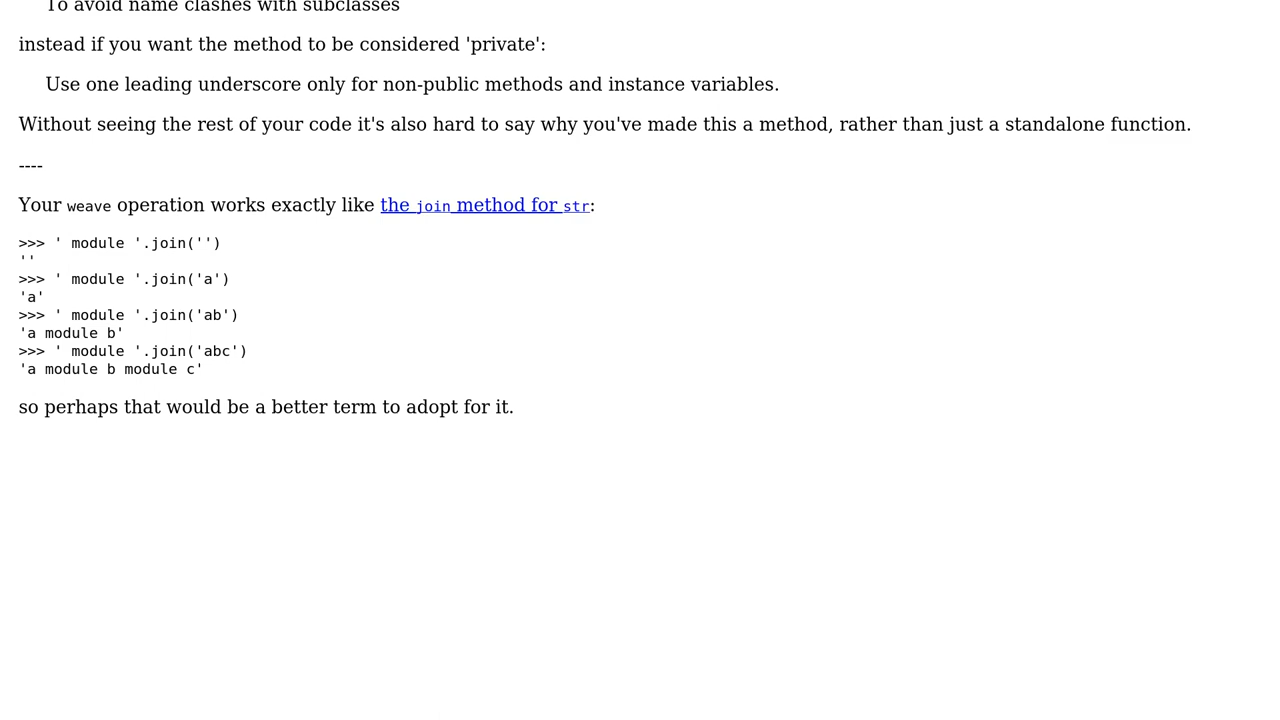 To avoid name clashes with subclasses
instead if you want the method to be considered 'private':
Use one leading underscore only for non-public methods and instance variables.
Without seeing the rest of your code it's also hard to say why you've made this a method, rather than just a standalone function.
----
Your weave operation works exactly like the join method for str:
>>> ' module '.join('')
''
>>> ' module '.join('a')
'a'
>>> ' module '.join('ab')
'a module b'
>>> ' module '.join('abc')
'a module b module c'
so perhaps that would be a better term to adopt for it.